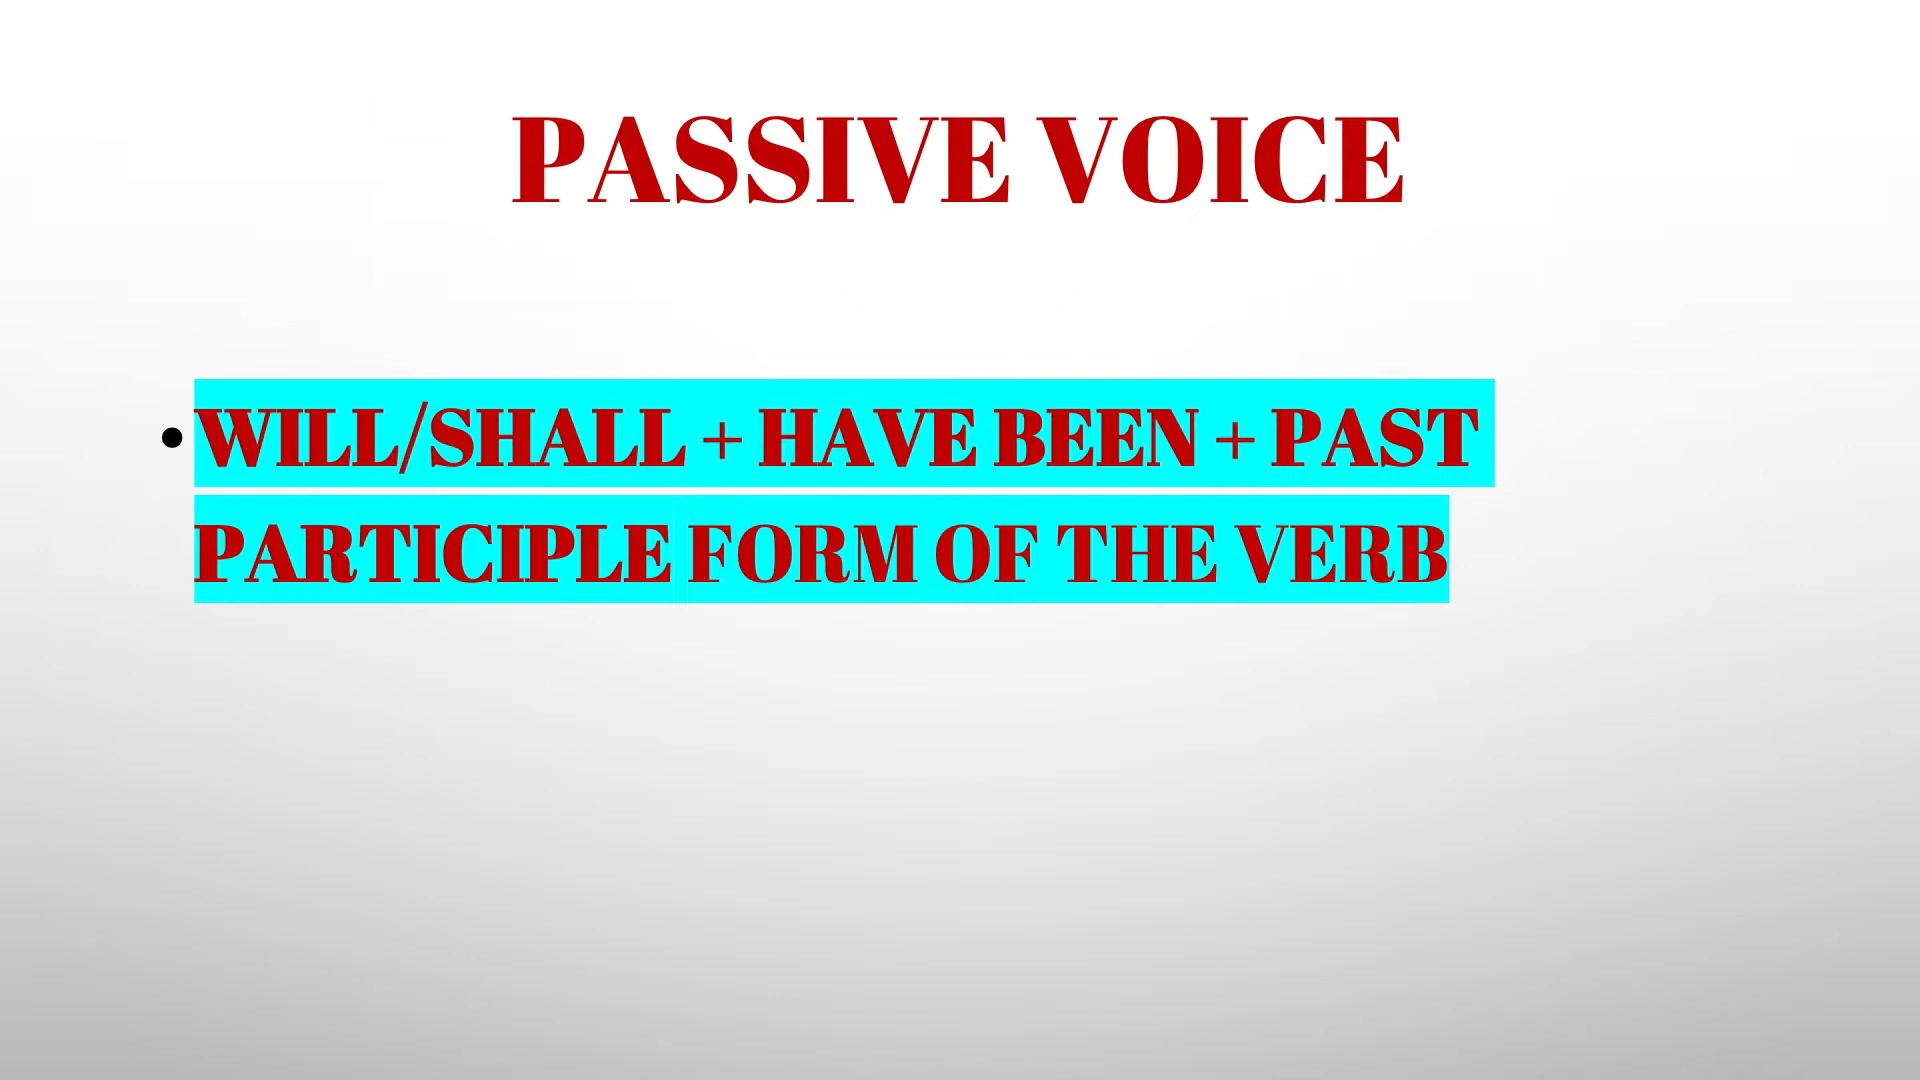 PASSIVE VOICE
• WILL/SHALL + HAVE BEEN + PAST
PARTICIPLE FORM OF THE VERB